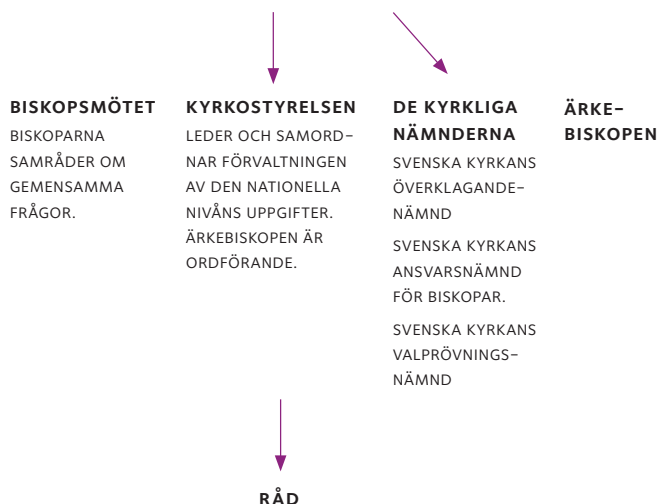 BISKOPSMÖTET
BISKOPARNA
SAMRÅDER OM
GEMENSAMMA
FRÅGOR.
KYRKOSTYRELSEN
LEDER OCH SAMORD–
NAR FÖRVALTNINGEN
AV DEN NATIONELLA
NIVÅNS UPPGIFTER.
ÄRKEBISKOPEN ÄR
ORDFÖRANDE.
DE KYRKLIGA
NÄMNDERNA
SVENSKA KYRKANS
ÖVERKLAGANDE–
NÄMND
SVENSKA KYRKANS
ANSVARSNÄMND
FÖR BISKOPAR.
SVENSKA KYRKANS
VALPRÖVNINGS–
NÄMND
ÄRKE–
BISKOPEN
RÅD